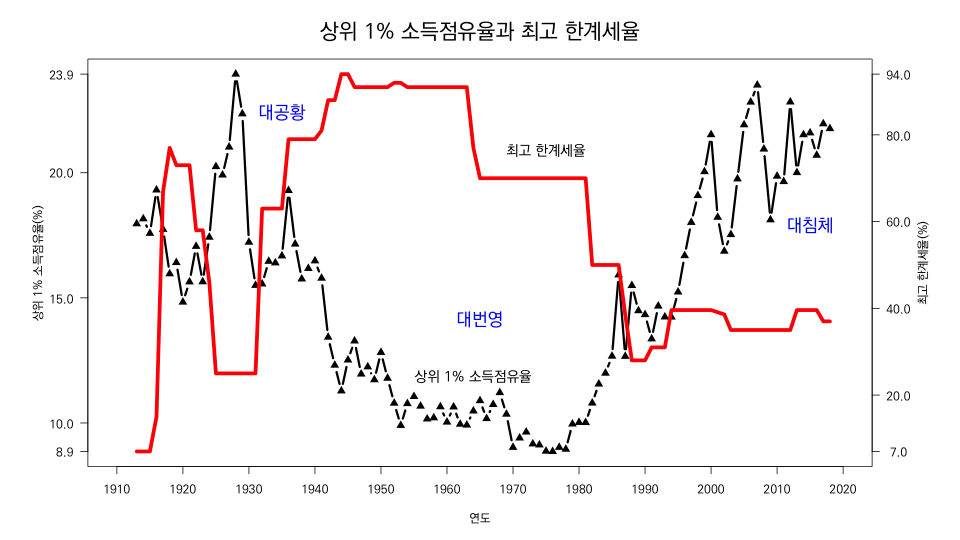 상위 1% 소득점유율과 최고 한계세율
23.9
94.0
대공황
80.0
최고 한계세율
20.0
대침체
60.0
상위 1% 소득점유율(%)
최고 한계세율(%)
15.0
대번영
40.0
상위 1% 소득점유율
20.0
10.0
8.9
7.0
1910 1920 1930 1940 1950 1960 1970 1980 1990 2000 2010 2020
연도